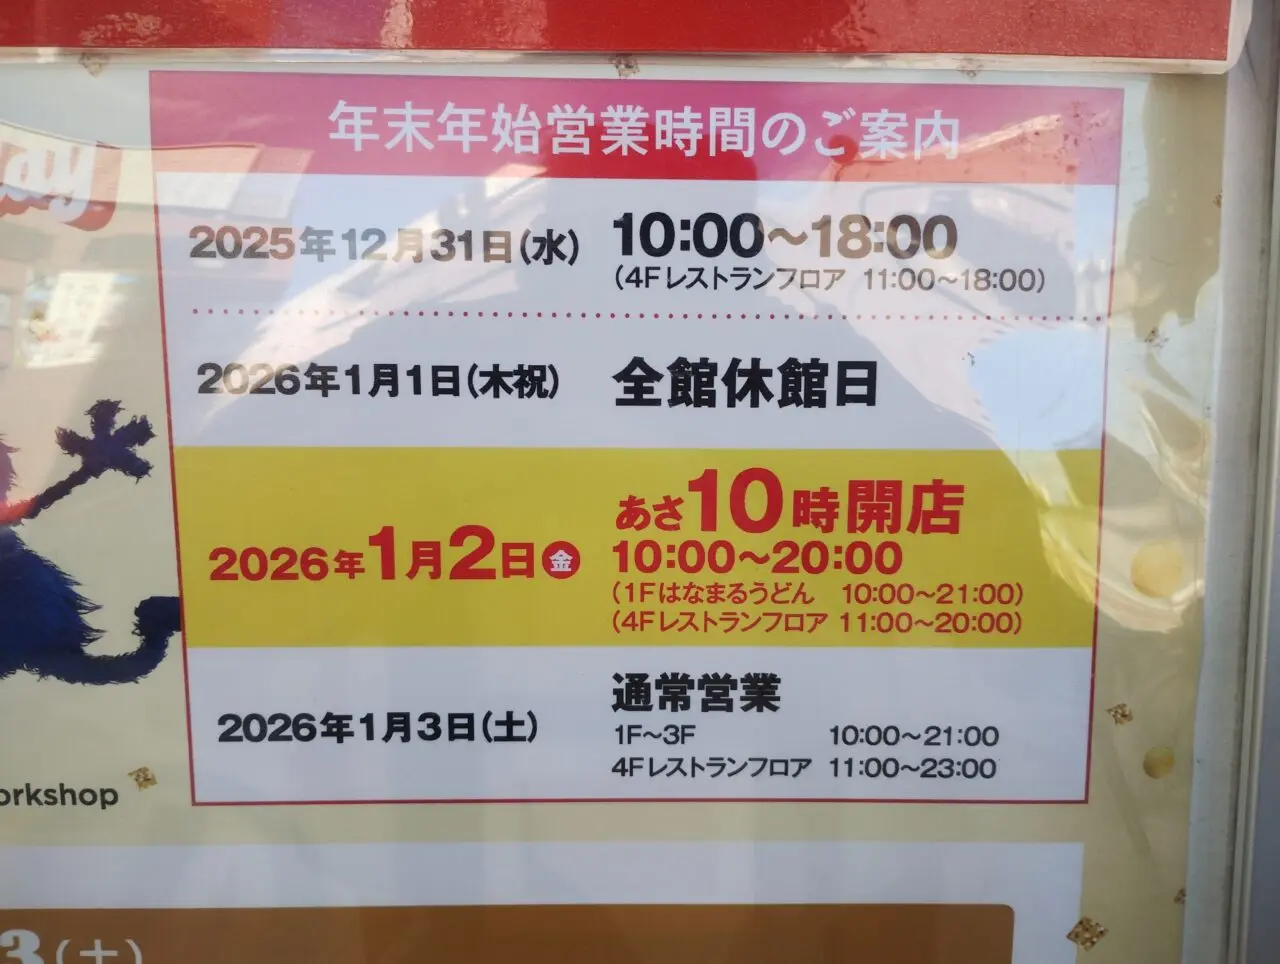 年末年始営業時間のご案内
2025年12月31日(水) 10:00～18:00
(4Fレストランフロア 11:00～18:00)
2026年1月1日(木祝) 全館休館日
あさ10時開店
2026年1月2日㊎ 10:00～20:00
(1Fはなまるうどん 10:00～21:00)
(4Fレストランフロア 11:00～20:00)
2026年1月3日(土) 通常営業
1F～3F 10:00～21:00
4Fレストランフロア 11:00～23:00
orkshop
3(土)